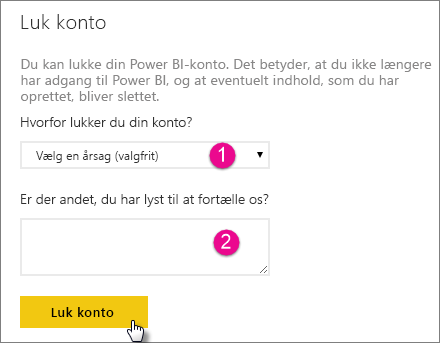 Luk konto
Du kan lukke din Power BI-konto. Det betyder, at du ikke længere
har adgang til Power BI, og at eventuelt indhold, som du har
oprettet, bliver slettet.
Hvorfor lukker du din konto?
Vælg en årsag (valgfrit) 1
Er der andet, du har lyst til at fortælle os?
2
Luk konto